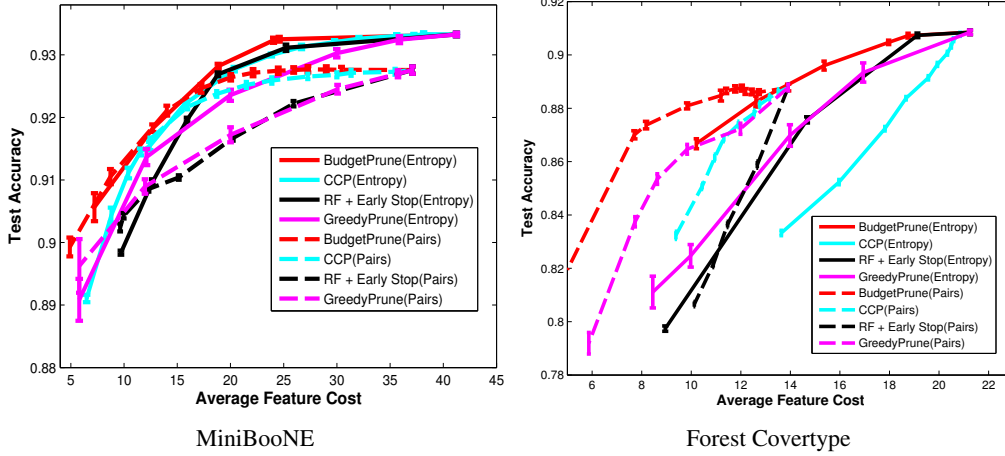 0.93
0.92
0.91
0.9
0.89
0.88
Test Accuracy
5 10 15 20 25 30 35 40 45
Average Feature Cost
BudgetPrune(Entropy)
CCP(Entropy)
RF + Early Stop(Entropy)
GreedyPrune(Entropy)
BudgetPrune(Pairs)
CCP(Pairs)
RF + Early Stop(Pairs)
GreedyPrune(Pairs)
MiniBooNE
0.92
0.9
0.88
0.86
0.84
0.82
0.8
0.78
Test Accuracy
6 8 10 12 14 16 18 20 22
Average Feature Cost
BudgetPrune(Entropy)
CCP(Entropy)
RF + Early Stop(Entropy)
GreedyPrune(Entropy)
BudgetPrune(Pairs)
CCP(Pairs)
RF + Early Stop(Pairs)
GreedyPrune(Pairs)
Forest Covertype